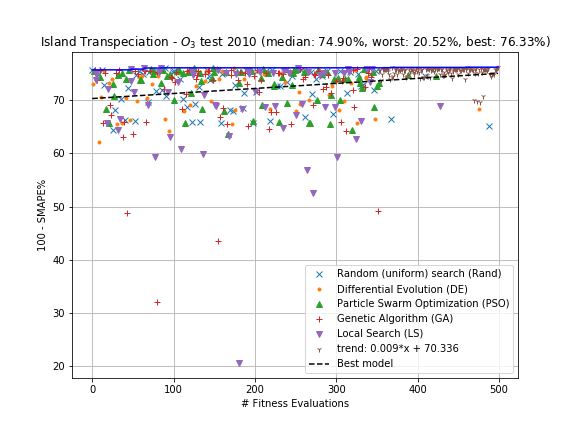 Island Transpeciation - O3 test 2010 (median: 74.90%, worst: 20.52%, best: 76.33%)
100 - SMAPE%
70
60
50
40
30
20
0 100 200 300 400 500
# Fitness Evaluations
Random (uniform) search (Rand)
Differential Evolution (DE)
Particle Swarm Optimization (PSO)
Genetic Algorithm (GA)
Local Search (LS)
trend: 0.009*x + 70.336
Best model